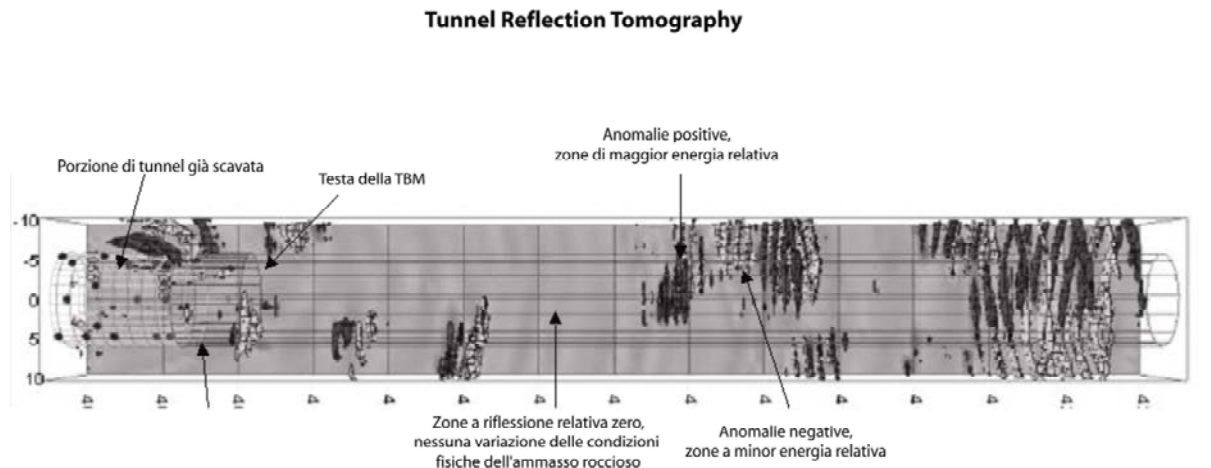 Tunnel Reflection Tomography
Anomalie positive,
zone di maggior energia relativa
Porzione di tunnel già scavata
Testa della TBM
- 10
-5
0
5
10
Zone a riflessione relativa zero,
nessuna variazione delle condizioni
fisiche dell'ammasso roccioso
Anomalie negative,
zone a minor energia relativa